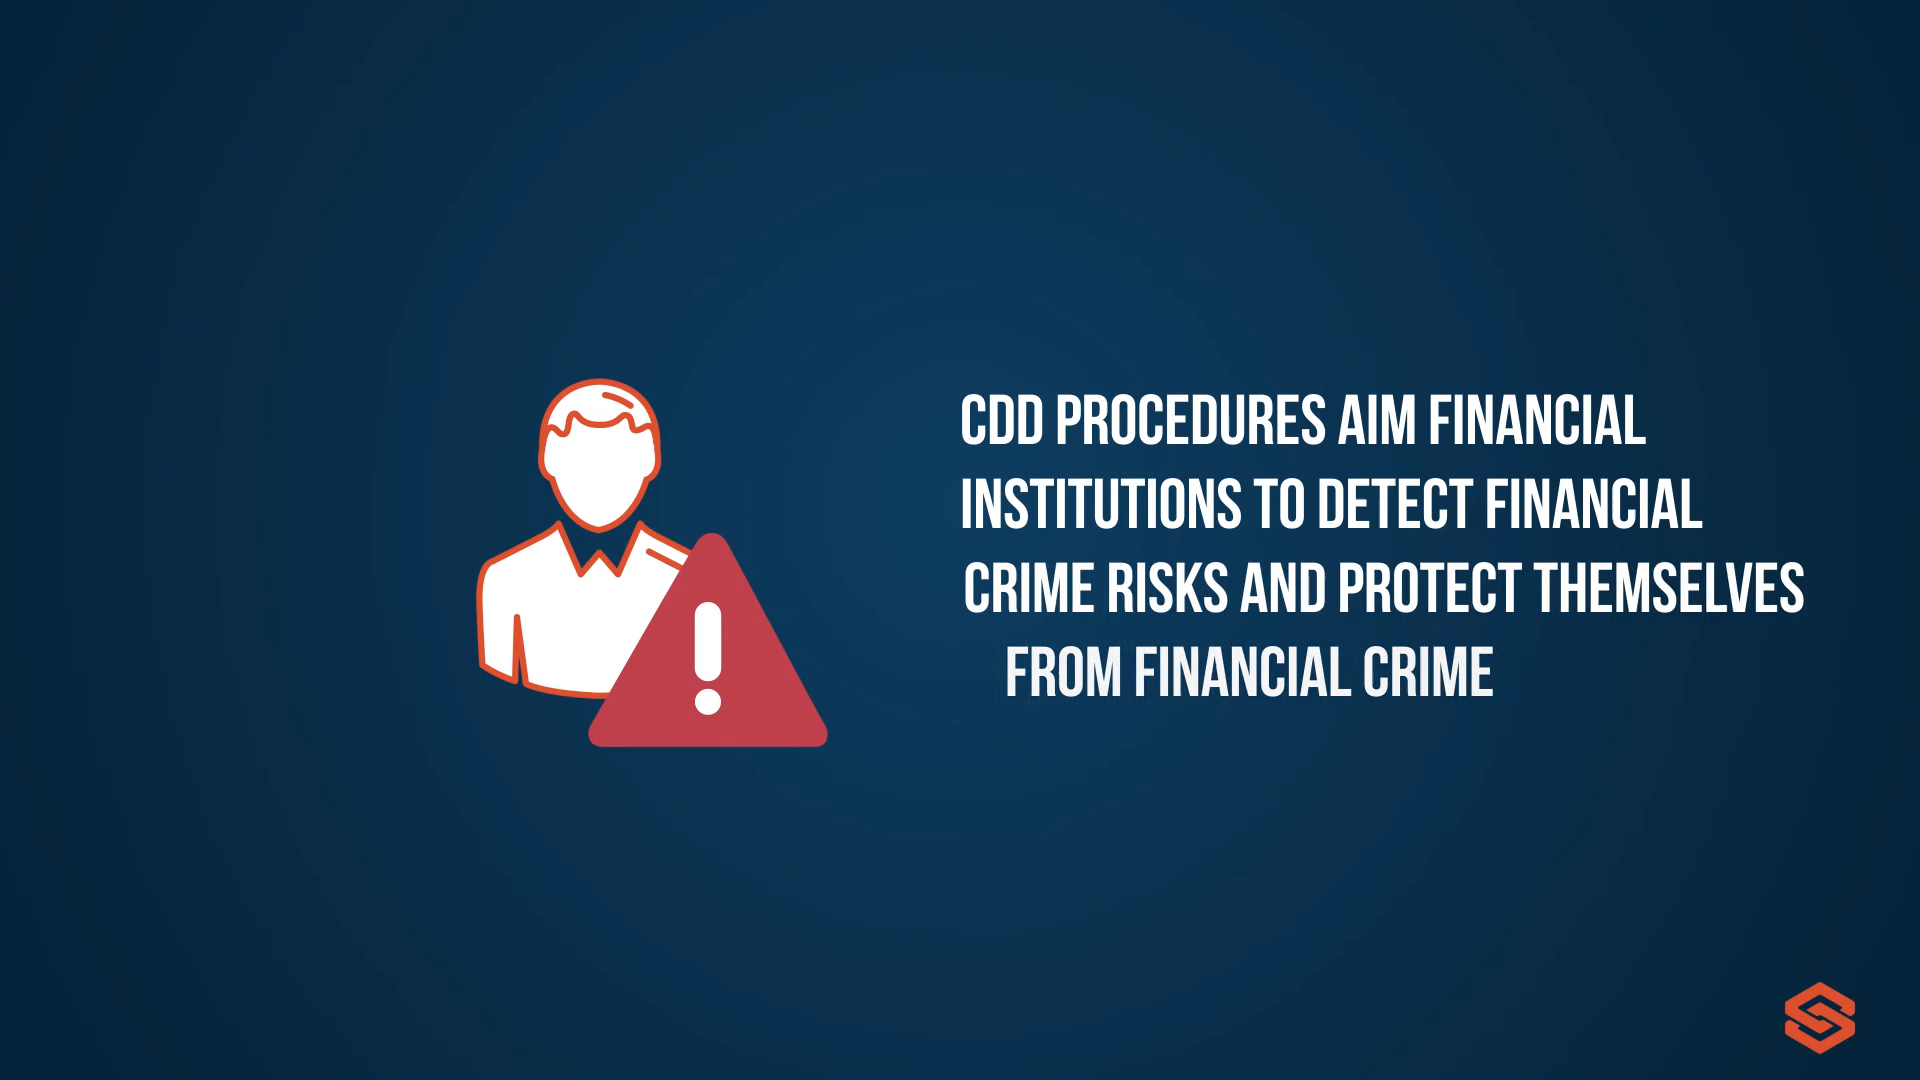 CDD PROCEDURES AIM FINANCIAL
INSTITUTIONS TO DETECT FINANCIAL
CRIME RISKS AND PROTECT THEMSELVES
FROM FINANCIAL CRIME